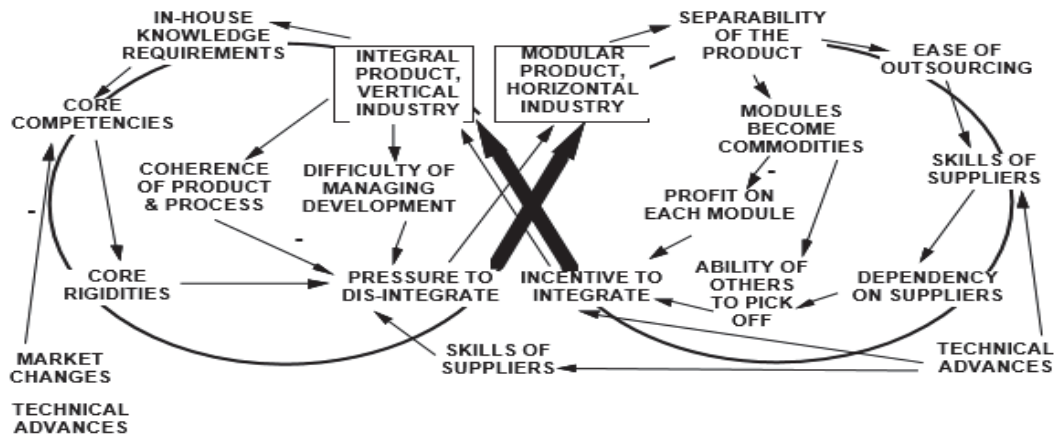 IN-HOUSE
KNOWLEDGE
REQUIREMENTS
INTEGRAL
PRODUCT,
VERTICAL
INDUSTRY
MODULAR
PRODUCT,
HORIZONTAL
INDUSTRY
SEPARABILITY
OF THE
PRODUCT
EASE OF
OUTSOURCING
CORE
COMPETENCIES
COHERENCE
OF PRODUCT
& PROCESS
DIFFICULTY OF
MANAGING
DEVELOPMENT
MODULES
BECOME
COMMODITIES
-
PROFIT ON
EACH MODULE
SKILLS OF
SUPPLIERS
-
-
CORE
RIGIDITIES
PRESSURE TO
DIS-INTEGRATE
INCENTIVE TO
INTEGRATE
ABILITY OF
OTHERS
TO PICK
OFF
DEPENDENCY
ON SUPPLIERS
MARKET
CHANGES
TECHNICAL
ADVANCES
SKILLS OF
SUPPLIERS
TECHNICAL
ADVANCES